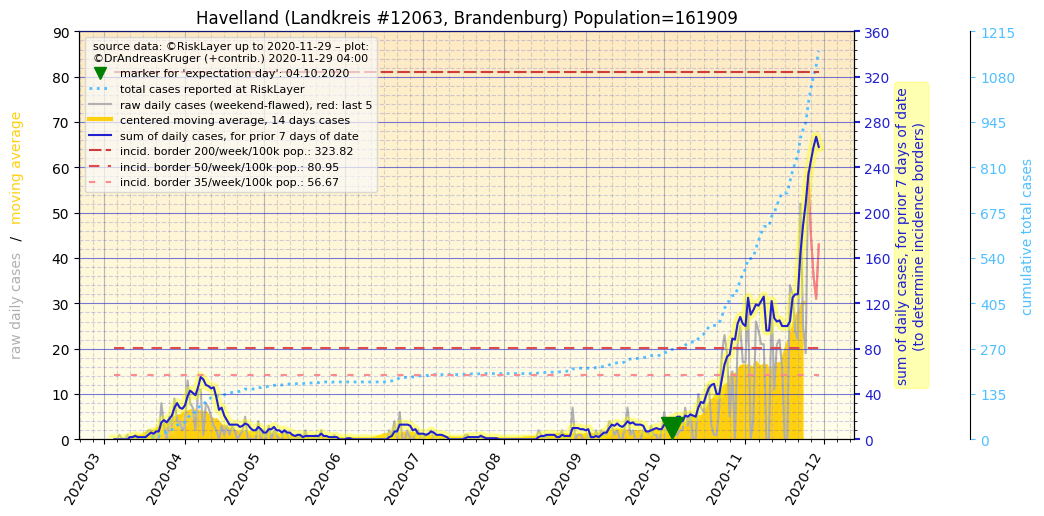 Havelland (Landkreis #12063, Brandenburg) Population=161909
source data: ©RiskLayer up to 2020-11-29 – plot:
©DrAndreasKruger (+contrib.) 2020-11-29 04:00
marker for 'expectation day': 04.10.2020
total cases reported at RiskLayer
raw daily cases (weekend-flawed), red: last 5
centered moving average, 14 days cases
sum of daily cases, for prior 7 days of date
incid. border 200/week/100k pop.: 323.82
incid. border 50/week/100k pop.: 80.95
incid. border 35/week/100k pop.: 56.67
raw daily cases / moving average
90
80
70
60
50
40
30
20
10
0
2020-03
2020-04
2020-05
2020-06
2020-07
2020-08
2020-09
2020-10
2020-11
2020-12
360
320
280
240
200
160
120
80
40
0
sum of daily cases, for prior 7 days of date
(to determine incidence borders)
1215
1080
945
810
675
540
405
270
135
0
cumulative total cases